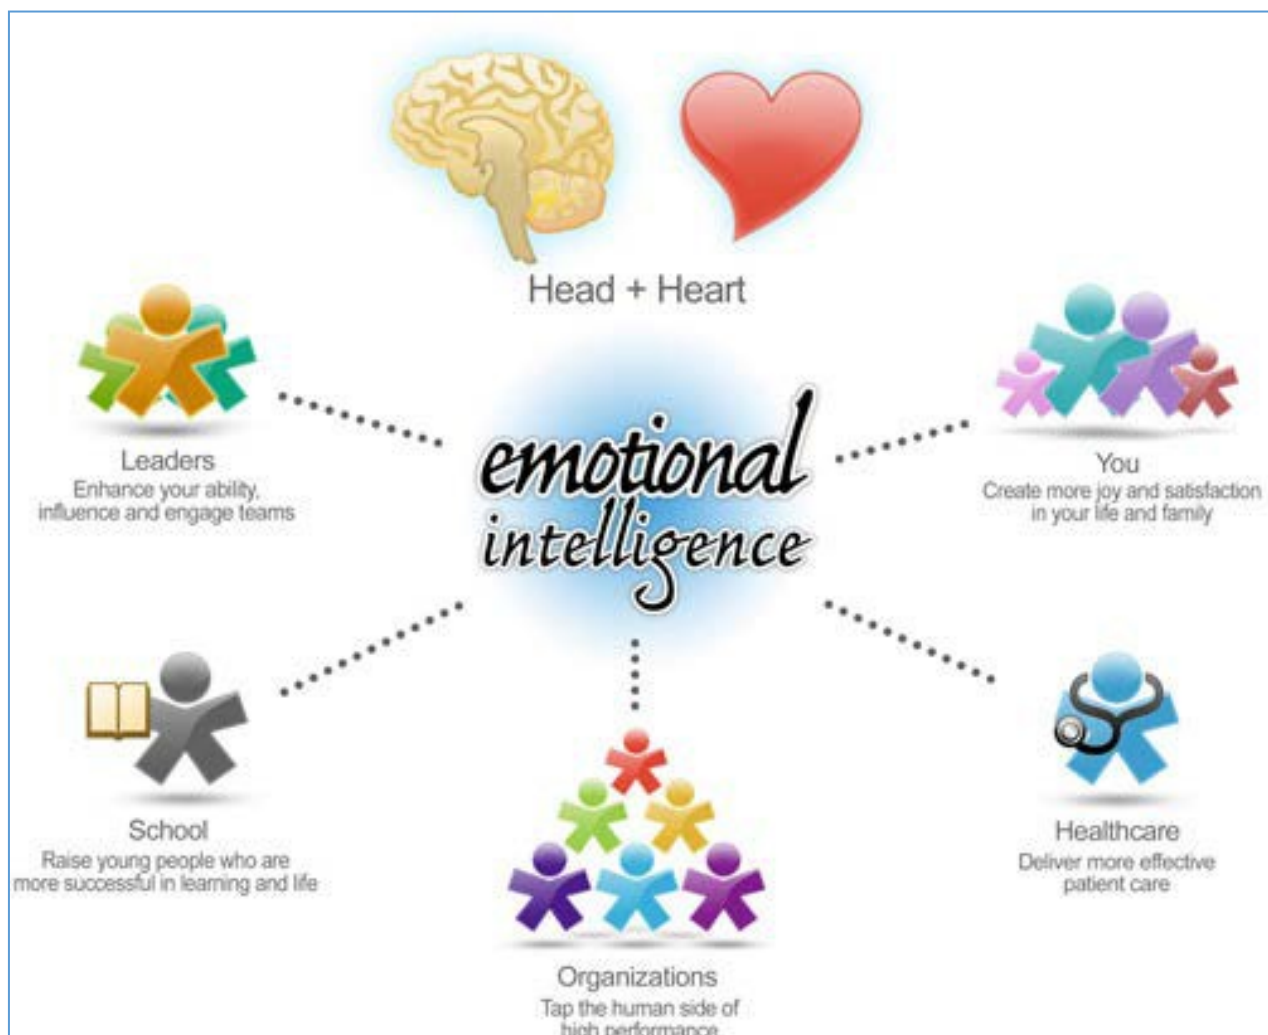 Head + Heart
emotional
intelligence
Leaders
Enhance your ability,
influence and engage teams
You
Create more joy and satisfaction
in your life and family
School
Raise young people who are
more successful in learning and life
Organizations
Tap the human side of
high performance
Healthcare
Deliver more effective
patient care